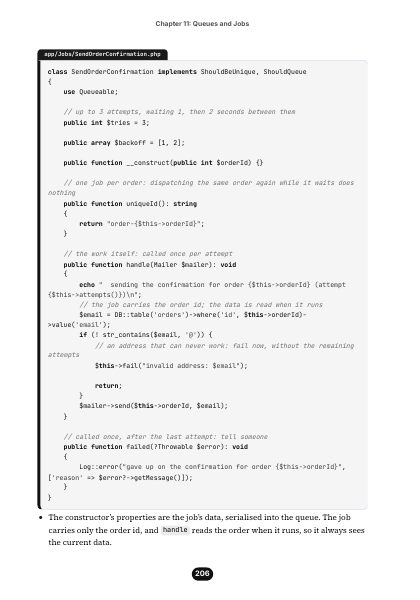 Chapter 11: Queues and Jobs
app/Jobs/SendOrderConfirmation.php
class SendOrderConfirmation implements ShouldBeUnique, ShouldQueue
{
    use Queueable;
    // up to 3 attempts, waiting 1, then 2 seconds between them
    public int $tries = 3;
    public array $backoff = [1, 2];
    public function __construct(public int $orderId) {}
    // one job per order: dispatching the same order again while it waits does
nothing
    public function uniqueId(): string
    {
        return "order-{$this->orderId}";
    }
    // the work itself: called once per attempt
    public function handle(Mailer $mailer): void
    {
        echo "  sending the confirmation for order {$this->orderId} (attempt
{$this->attempts()})\n";
        // the job carries the order id; the data is read when it runs
        $email = DB::table('orders')->where('id', $this->orderId)-
>value('email');
        if (! str_contains($email, '@')) {
            // an address that can never work: fail now, without the remaining
attempts
            $this->fail("invalid address: $email");
            return;
        }
        $mailer->send($this->orderId, $email);
    }
    // called once, after the last attempt: tell someone
    public function failed(?Throwable $error): void
    {
        Log::error("gave up on the confirmation for order {$this->orderId}",
['reason' => $error?->getMessage()]);
    }
}
• The constructor's properties are the job's data, serialised into the queue. The job
carries only the order id, and handle reads the order when it runs, so it always sees
the current data.
206